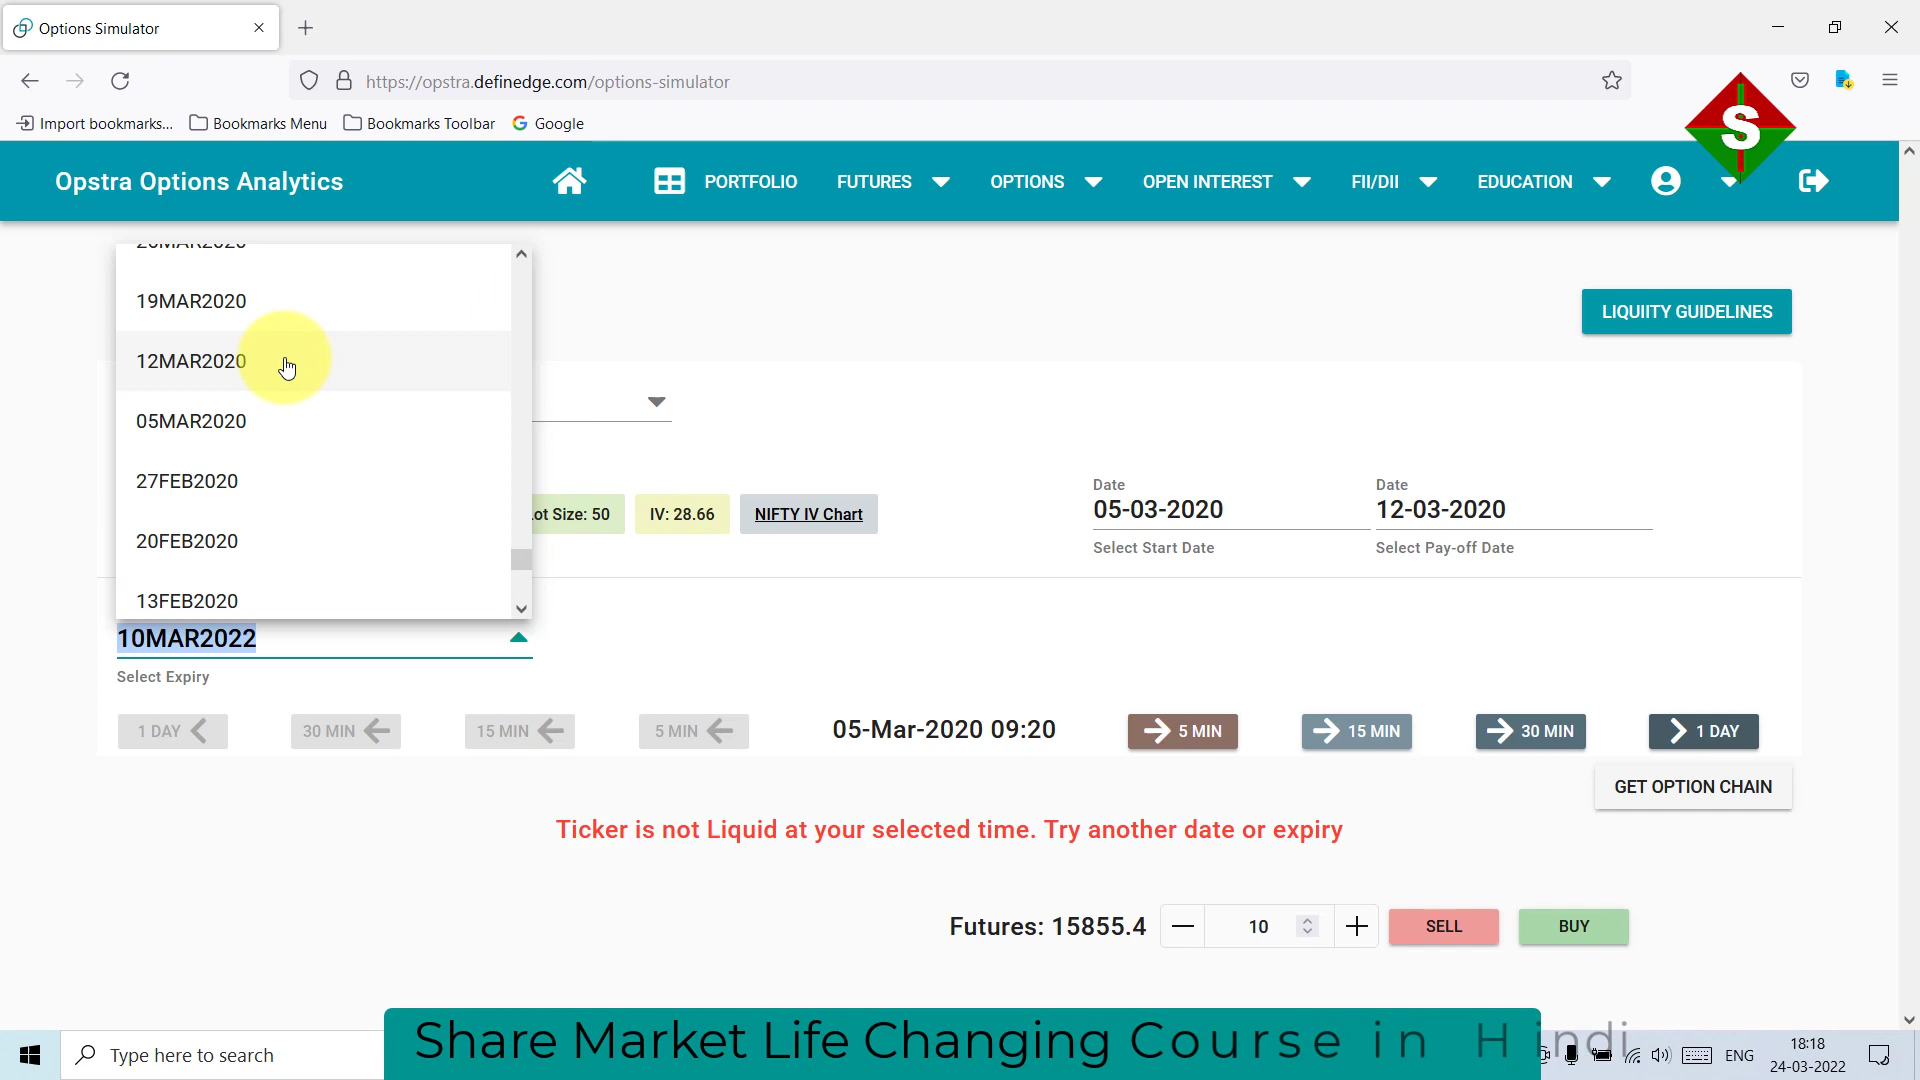 Options Simulator
https://opstra.definedge.com/options-simulator
Import bookmarks... Bookmarks Menu Bookmarks Toolbar Google
S
Opstra Options Analytics PORTFOLIO FUTURES OPTIONS OPEN INTEREST FII/DII EDUCATION
19MAR2020
LIQUIITY GUIDELINES
12MAR2020
05MAR2020
27FEB2020
Date Date
05-03-2020 12-03-2020
ot Size: 50 IV: 28.66 NIFTY IV Chart
20FEB2020
Select Start Date Select Pay-off Date
13FEB2020
10MAR2022
Select Expiry
1 DAY 30 MIN 15 MIN 5 MIN 05-Mar-2020 09:20 5 MIN 15 MIN 30 MIN 1 DAY
GET OPTION CHAIN
Ticker is not Liquid at your selected time. Try another date or expiry
Futures: 15855.4 10 SELL BUY
Share Market Life Changing Course in Hindi
Type here to search
ENG
18:18
24-03-2022